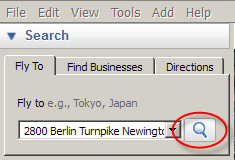 File Edit View Tools Add Help
Search
Fly To Find Businesses Directions
Fly to e.g., Tokyo, Japan
2800 Berlin Turnpike Newingto